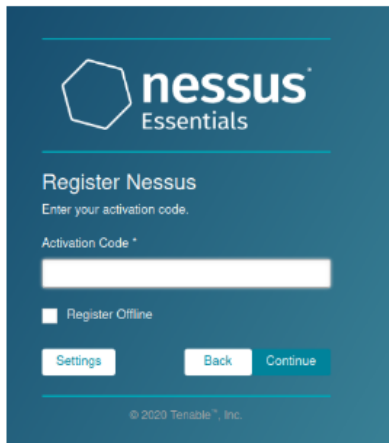 nessus
Essentials
Register Nessus
Enter your activation code.
Activation Code *
Register Offline
Settings Back Continue
© 2020 Tenable™, Inc.